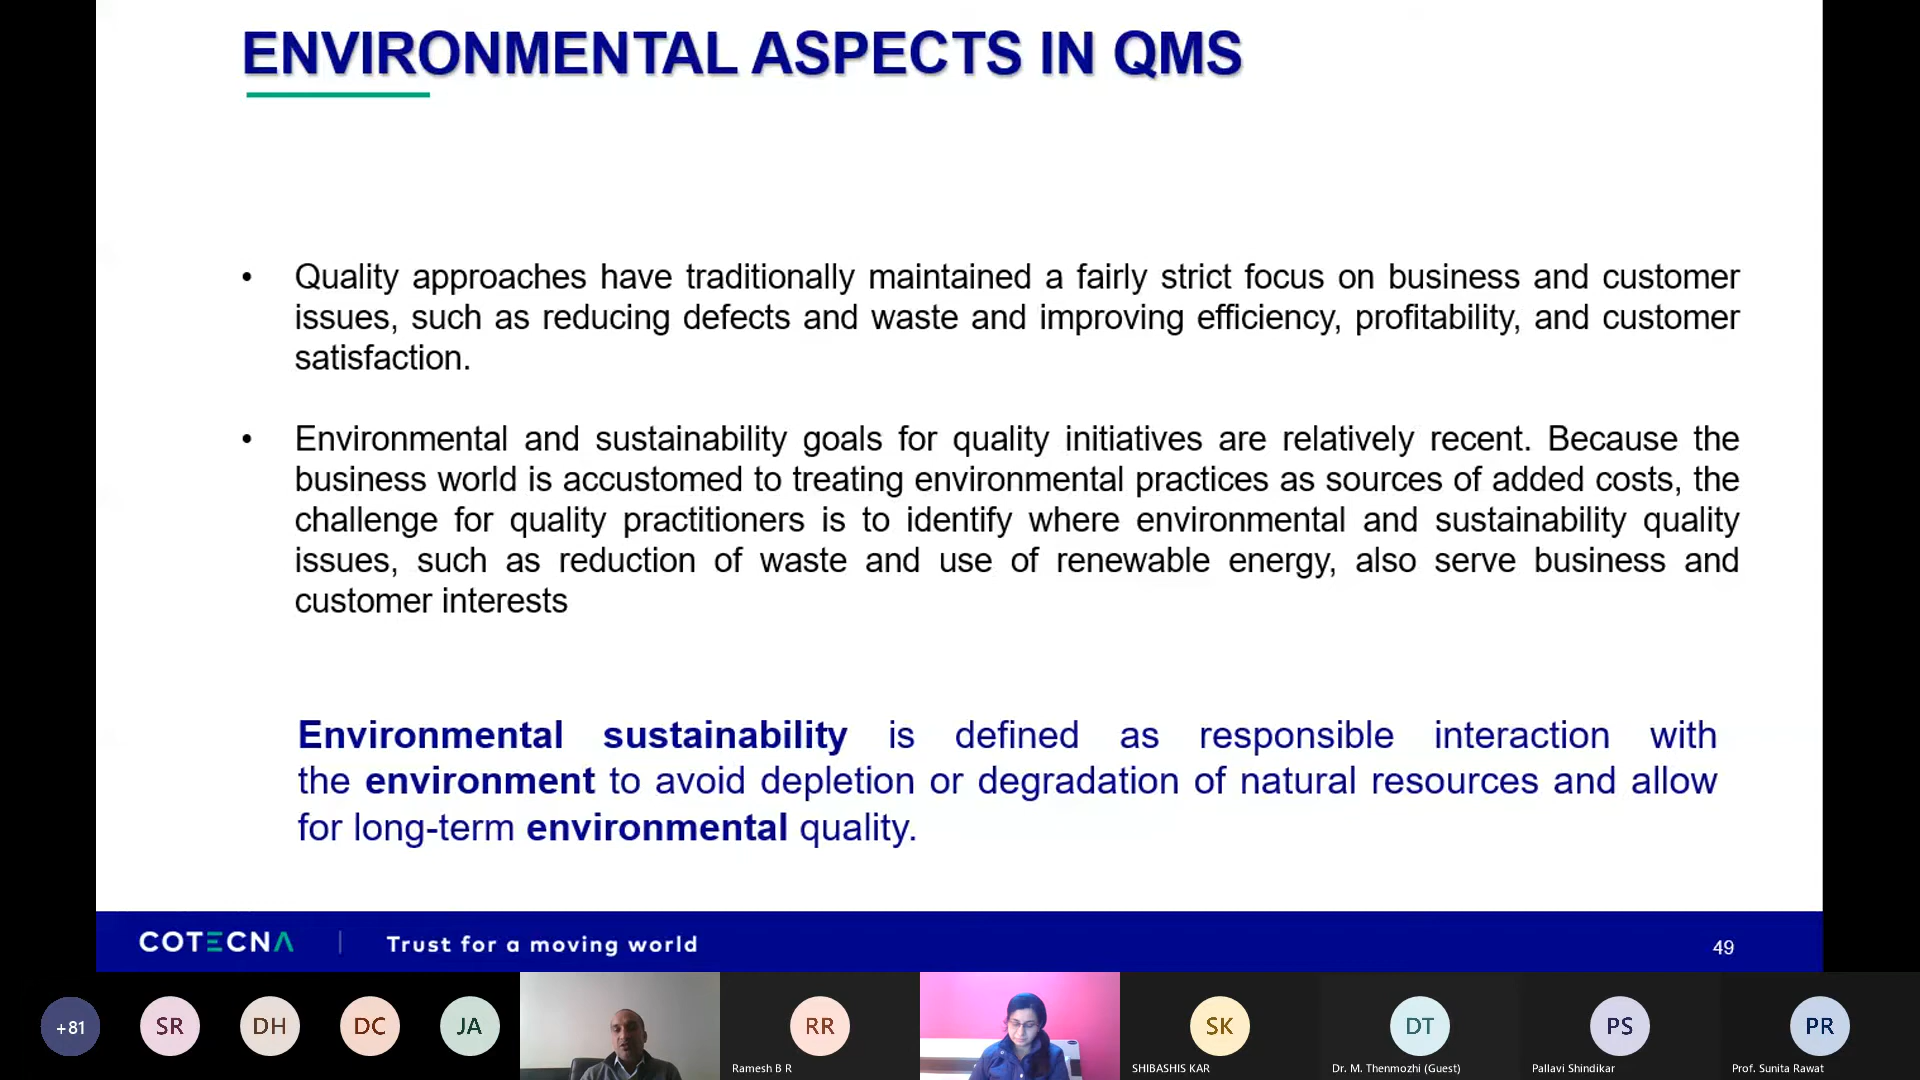 ENVIRONMENTAL ASPECTS IN QMS
• Quality approaches have traditionally maintained a fairly strict focus on business and customer
issues, such as reducing defects and waste and improving efficiency, profitability, and customer
satisfaction.
• Environmental and sustainability goals for quality initiatives are relatively recent. Because the
business world is accustomed to treating environmental practices as sources of added costs, the
challenge for quality practitioners is to identify where environmental and sustainability quality
issues, such as reduction of waste and use of renewable energy, also serve business and
customer interests
Environmental sustainability is defined as responsible interaction with
the environment to avoid depletion or degradation of natural resources and allow
for long-term environmental quality.
COTECNA | Trust for a moving world
49
+81
SR
DH
DC
JA
RR
SK
DT
PS
PR
Ramesh B R
SHIBASHIS KAR
Dr. M. Thenmozhi (Guest)
Pallavi Shindikar
Prof. Sunita Rawat